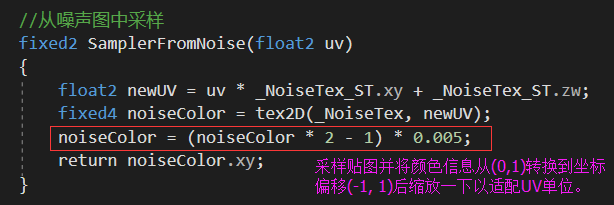 //从噪声图中采样
fixed2 SamplerFromNoise(float2 uv)
{
float2 newUV = uv * _NoiseTex_ST.xy + _NoiseTex_ST.zw;
fixed4 noiseColor = tex2D(_NoiseTex, newUV);
noiseColor = (noiseColor * 2 - 1) * 0.005;
return noiseColor.xy;
采样贴图并将颜色信息从(0,1)转换到坐标
偏移(-1, 1)后缩放一下以适配UV单位。
}